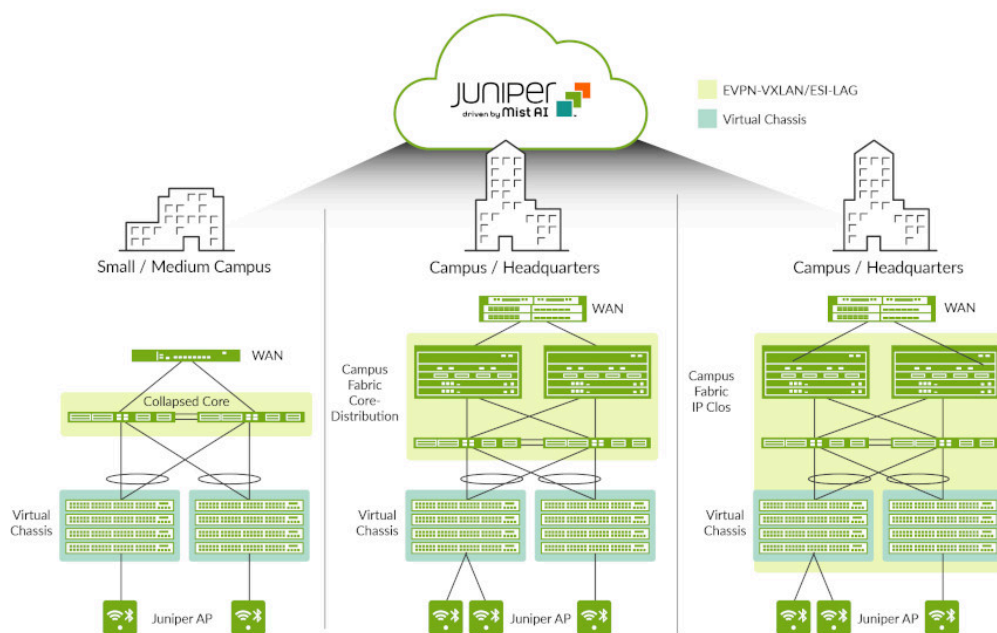 JUNIPER
driven by Mist AI
EVPN-VXLAN/ESI-LAG
Virtual Chassis
Small / Medium Campus
Campus / Headquarters
Campus / Headquarters
WAN
Collapsed Core
Virtual
Chassis
Juniper AP
WAN
Campus
Fabric
Core-
Distribution
Virtual
Chassis
Juniper AP
WAN
Campus
Fabric
IP Clos
Virtual
Chassis
Juniper AP